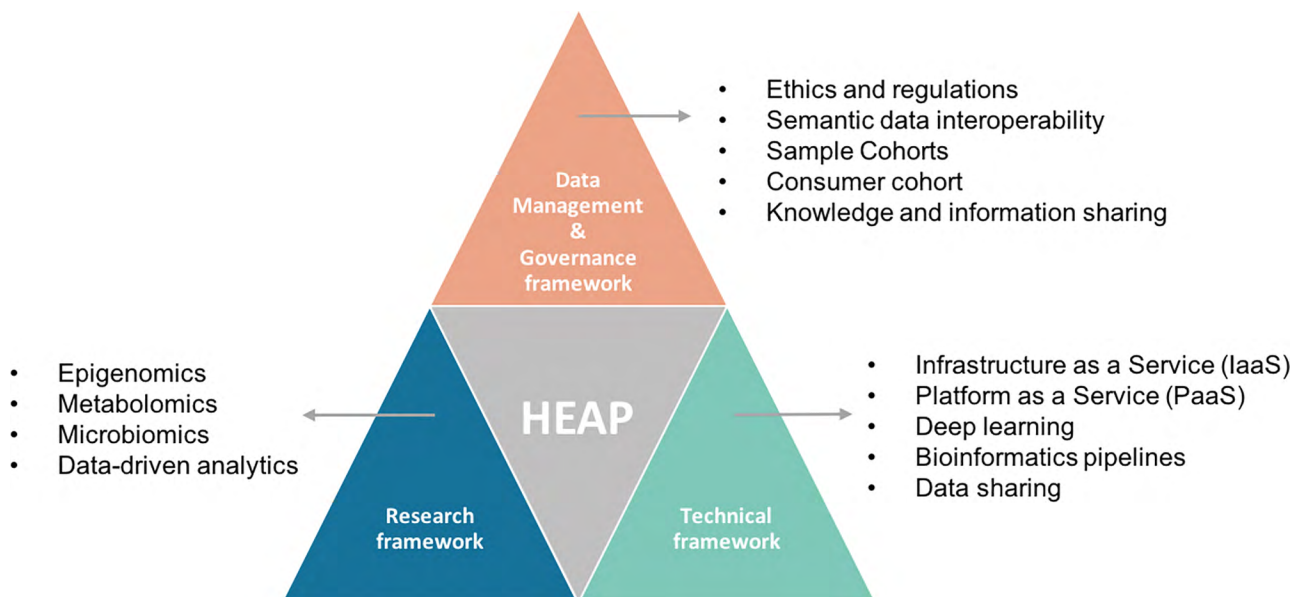 • Ethics and regulations
• Semantic data interoperability
• Sample Cohorts
• Consumer cohort
• Knowledge and information sharing
Data
Management
&
Governance
framework
• Epigenomics
• Metabolomics
• Microbiomics
• Data-driven analytics
HEAP
• Infrastructure as a Service (IaaS)
• Platform as a Service (PaaS)
• Deep learning
• Bioinformatics pipelines
• Data sharing
Research
framework
Technical
framework